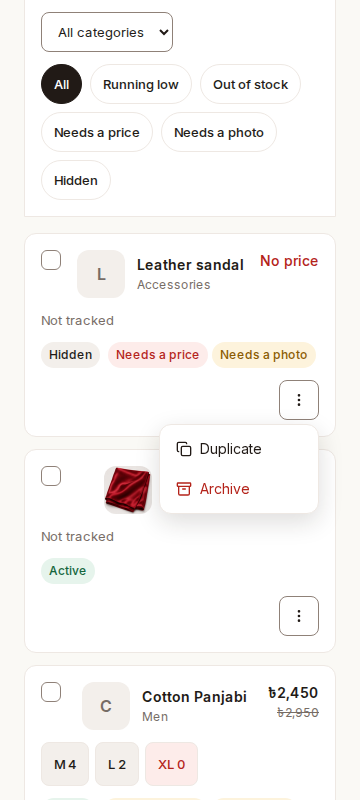 All categories
All
Running low
Out of stock
Needs a price
Needs a photo
Hidden
L
Leather sandal
No price
Accessories
Not tracked
Hidden
Needs a price
Needs a photo
Duplicate
Archive
Not tracked
Active
C
Cotton Panjabi
৳2,450
Men
৳2,950
M 4
L 2
XL 0